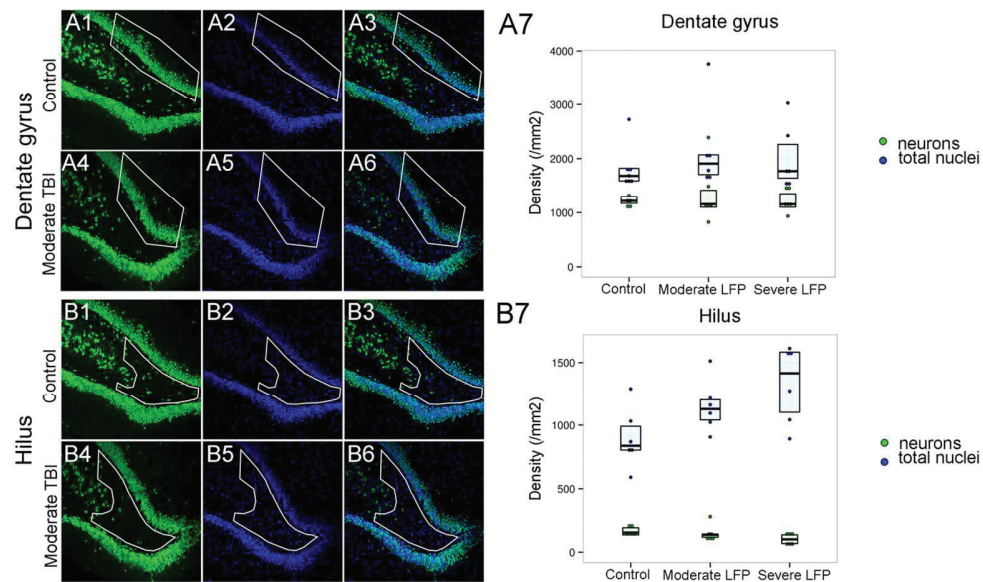 A1
A2
A3
A4
A5
A6
Control
Moderate TBI
Dentate gyrus
A7
Dentate gyrus
Density (/mm2)
4000
3000
2000
1000
0
Control
Moderate LFP
Severe LFP
neurons
total nuclei
B1
B2
B3
B4
B5
B6
Control
Moderate TBI
Hilus
B7
Hilus
Density (/mm2)
1500
1000
500
0
Control
Moderate LFP
Severe LFP
neurons
total nuclei